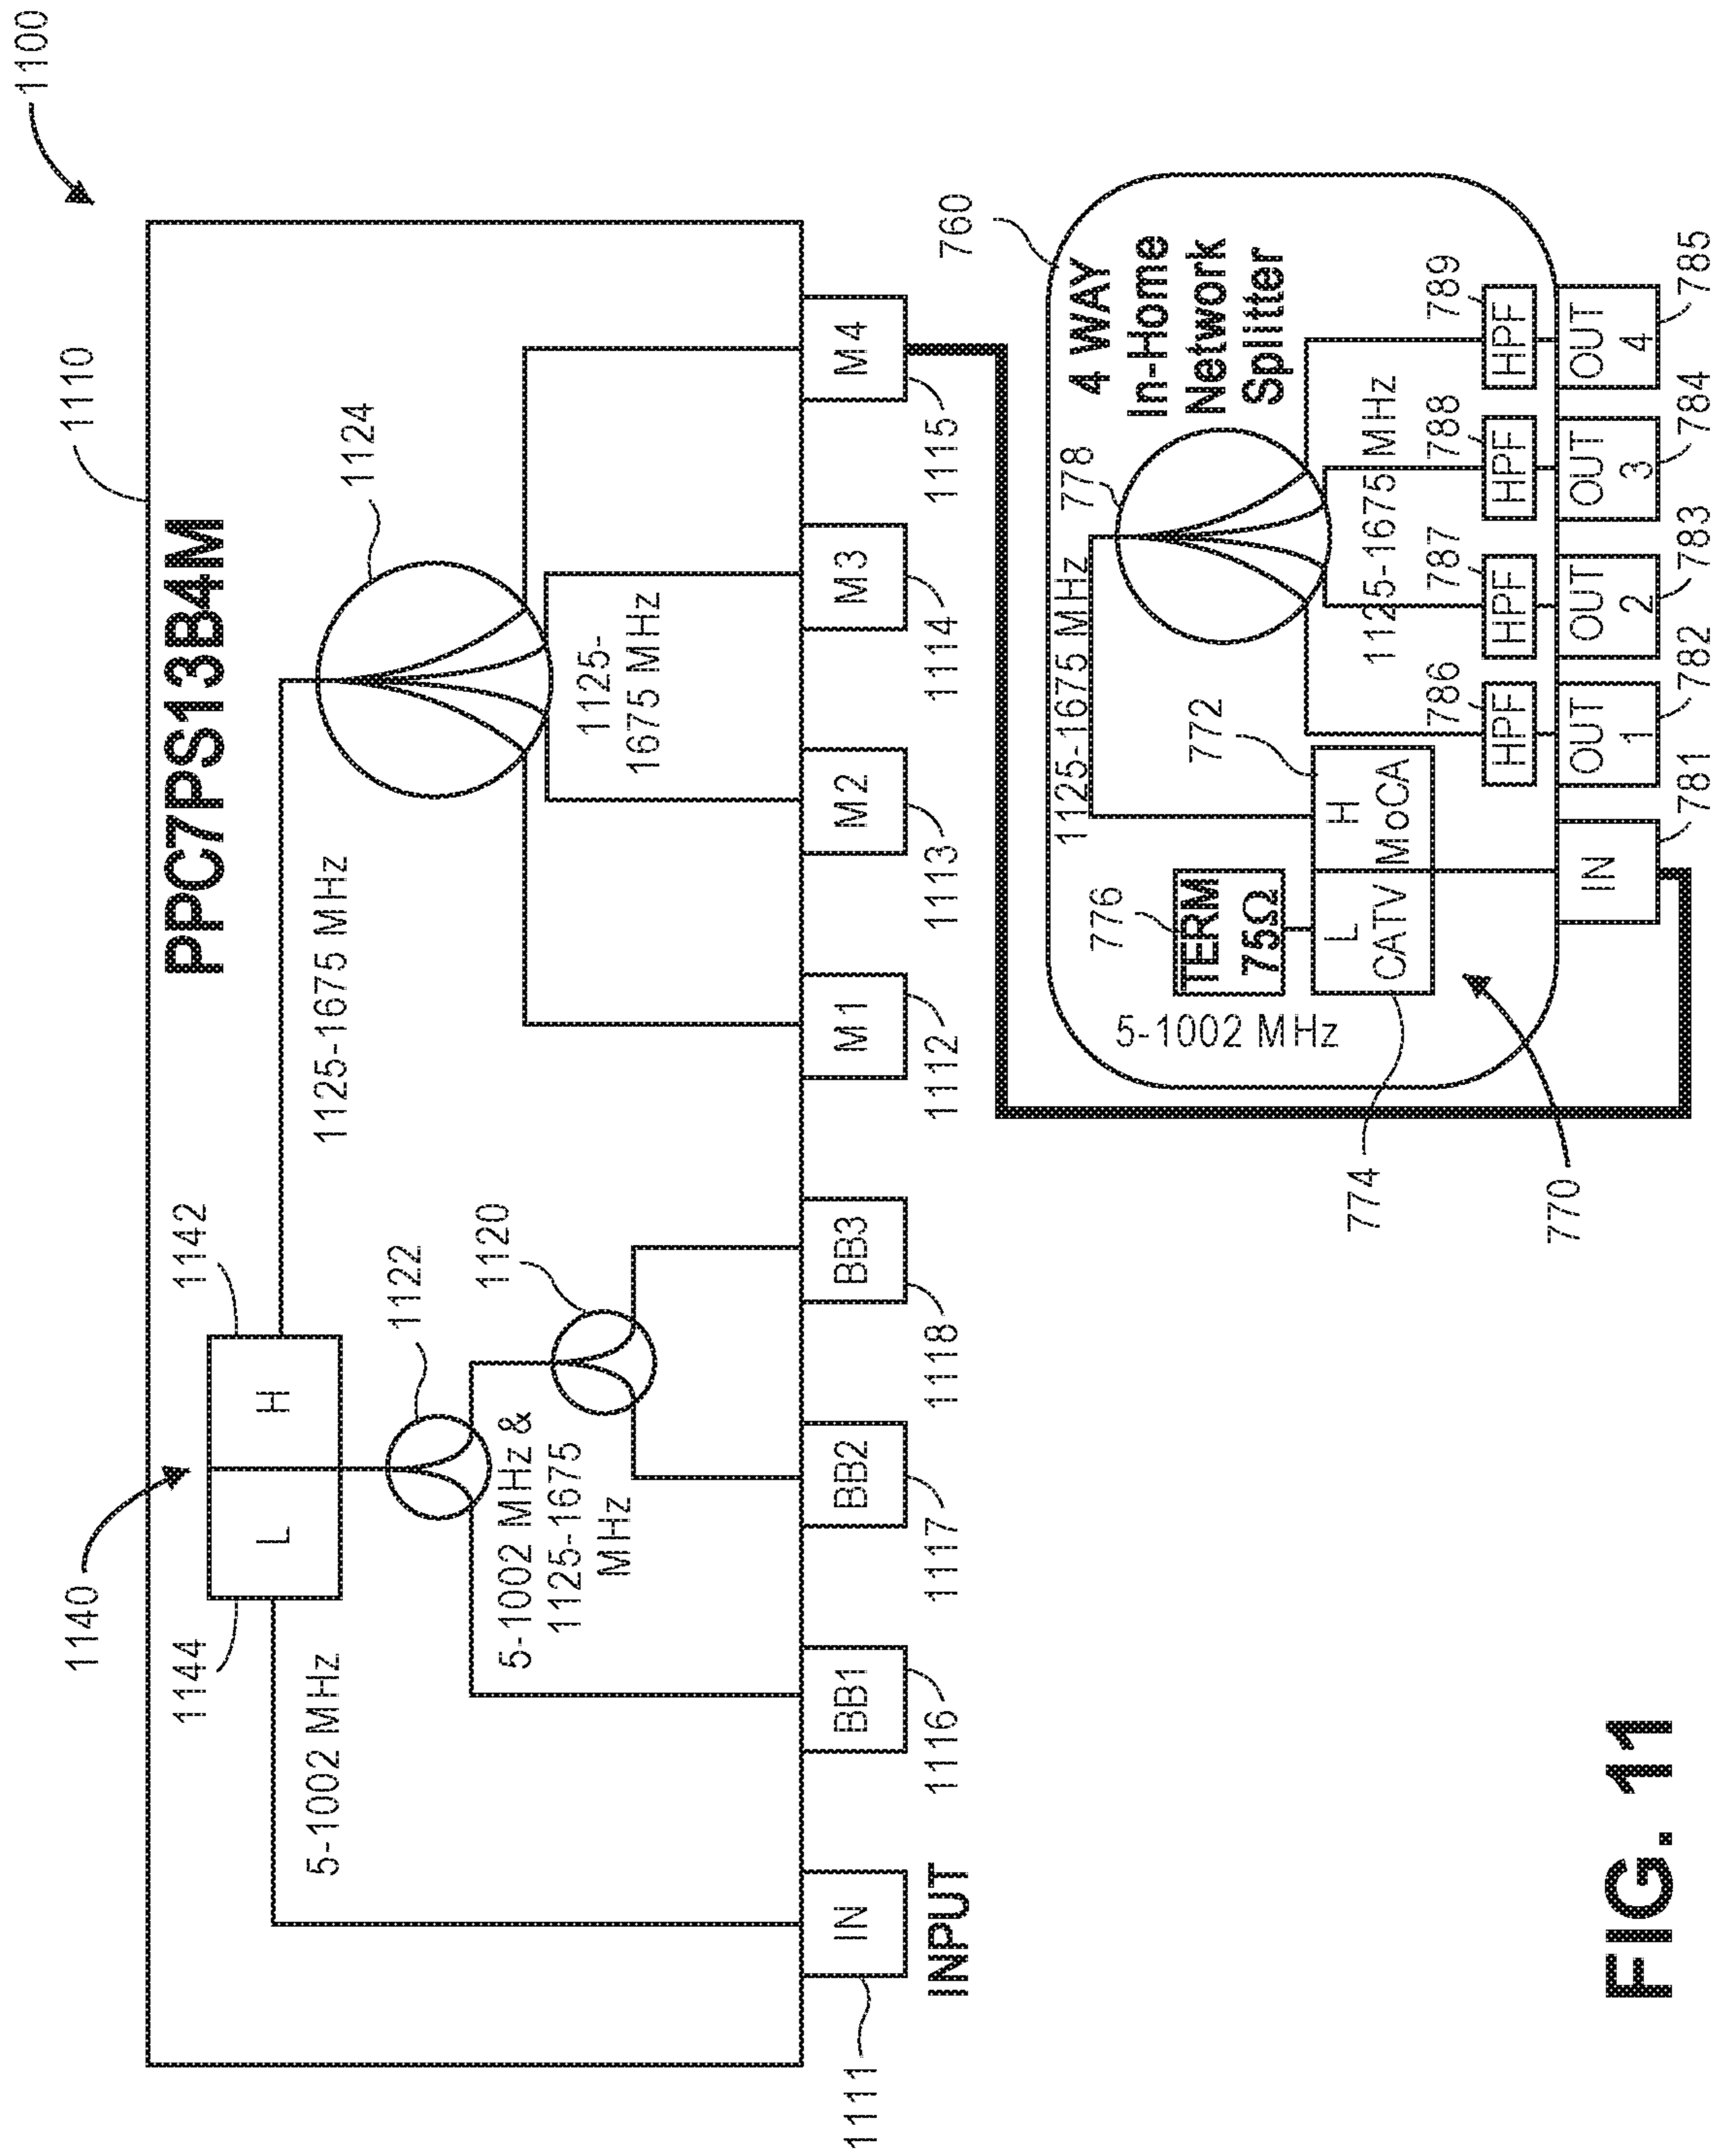 1100
1110
PPC7PS13B4M
1140
1144
1142
L
H
5-1002 MHz
1125-1675 MHz
1124
1122
1120
5-1002 MHz &
1125-1675
MHz
1125-
1675 MHz
IN
BB1
BB2
BB3
M1
M2
M3
M4
1111
INPUT
1116
1117
1118
1112
1113
1114
1115
760
4 WAY
In-Home
Network
Splitter
1125-1675 MHz
778
776
TERM
75Ω
772
5-1002 MHz
L
CATV
H
MoCA
1125-1675 MHz
786
787
788
789
HPF
HPF
HPF
HPF
IN
OUT
1
OUT
2
OUT
3
OUT
4
774
770
781
782
783
784
785
FIG. 11